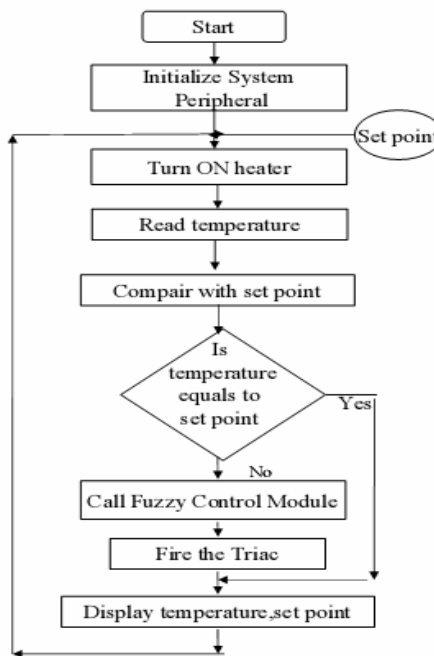 Start
Initialize System
Peripheral
Set point
Turn ON heater
Read temperature
Compair with set point
Is
temperature
equals to
set point
Yes
No
Call Fuzzy Control Module
Fire the Triac
Display temperature,set point